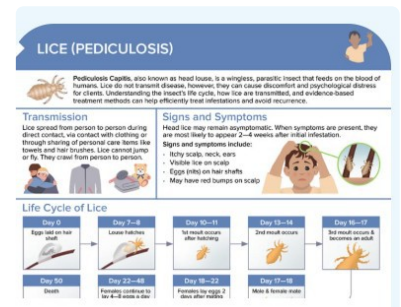 LICE (PEDICULOSIS)
Pediculosis Capitis, also known as head louse, is a wingless, parasitic insect that feeds on the blood of
humans. Lice do not transmit disease, however, they can cause discomfort and psychological distress
for clients. Understanding the insect's life cycle, how lice are transmitted, and evidence-based
treatment methods can help efficiently treat infestations and avoid recurrence.
Transmission
Lice spread from person to person during
direct contact, via contact with clothing or
through sharing of personal care items like
towels and hair brushes. Lice cannot jump
or fly. They crawl from person to person.
Signs and Symptoms
Head lice may remain asymptomatic. When symptoms are present, they
are most likely to appear 2–4 weeks after initial infestation.
Signs and symptoms include:
- Itchy scalp, neck, ears
- Visible lice on scalp
- Eggs (nits) on hair shafts
- May have red bumps on scalp
Life Cycle of Lice
Day 0
Eggs laid on hair
shaft
Day 7–8
Louse hatches
Day 10–11
1st moult occurs
after hatching
Day 13–14
2nd moult occurs
Day 16–17
3rd moult occurs &
becomes an adult
Day 50
Death
Day 22–48
Females continue to
lay 4–8 eggs a day
Day 19–22
Females lay eggs 2
days after mating
Day 17–18
Male & female mate